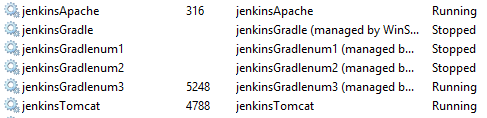 jenkinsApache 316 jenkinsApache Running
jenkinsGradle jenkinsGradle (managed by WinS... Stopped
jenkinsGradlenum1 jenkinsGradlenum1 (managed b... Stopped
jenkinsGradlenum2 jenkinsGradlenum2 (managed b... Stopped
jenkinsGradlenum3 5248 jenkinsGradlenum3 (managed b... Running
jenkinsTomcat 4788 jenkinsTomcat Running